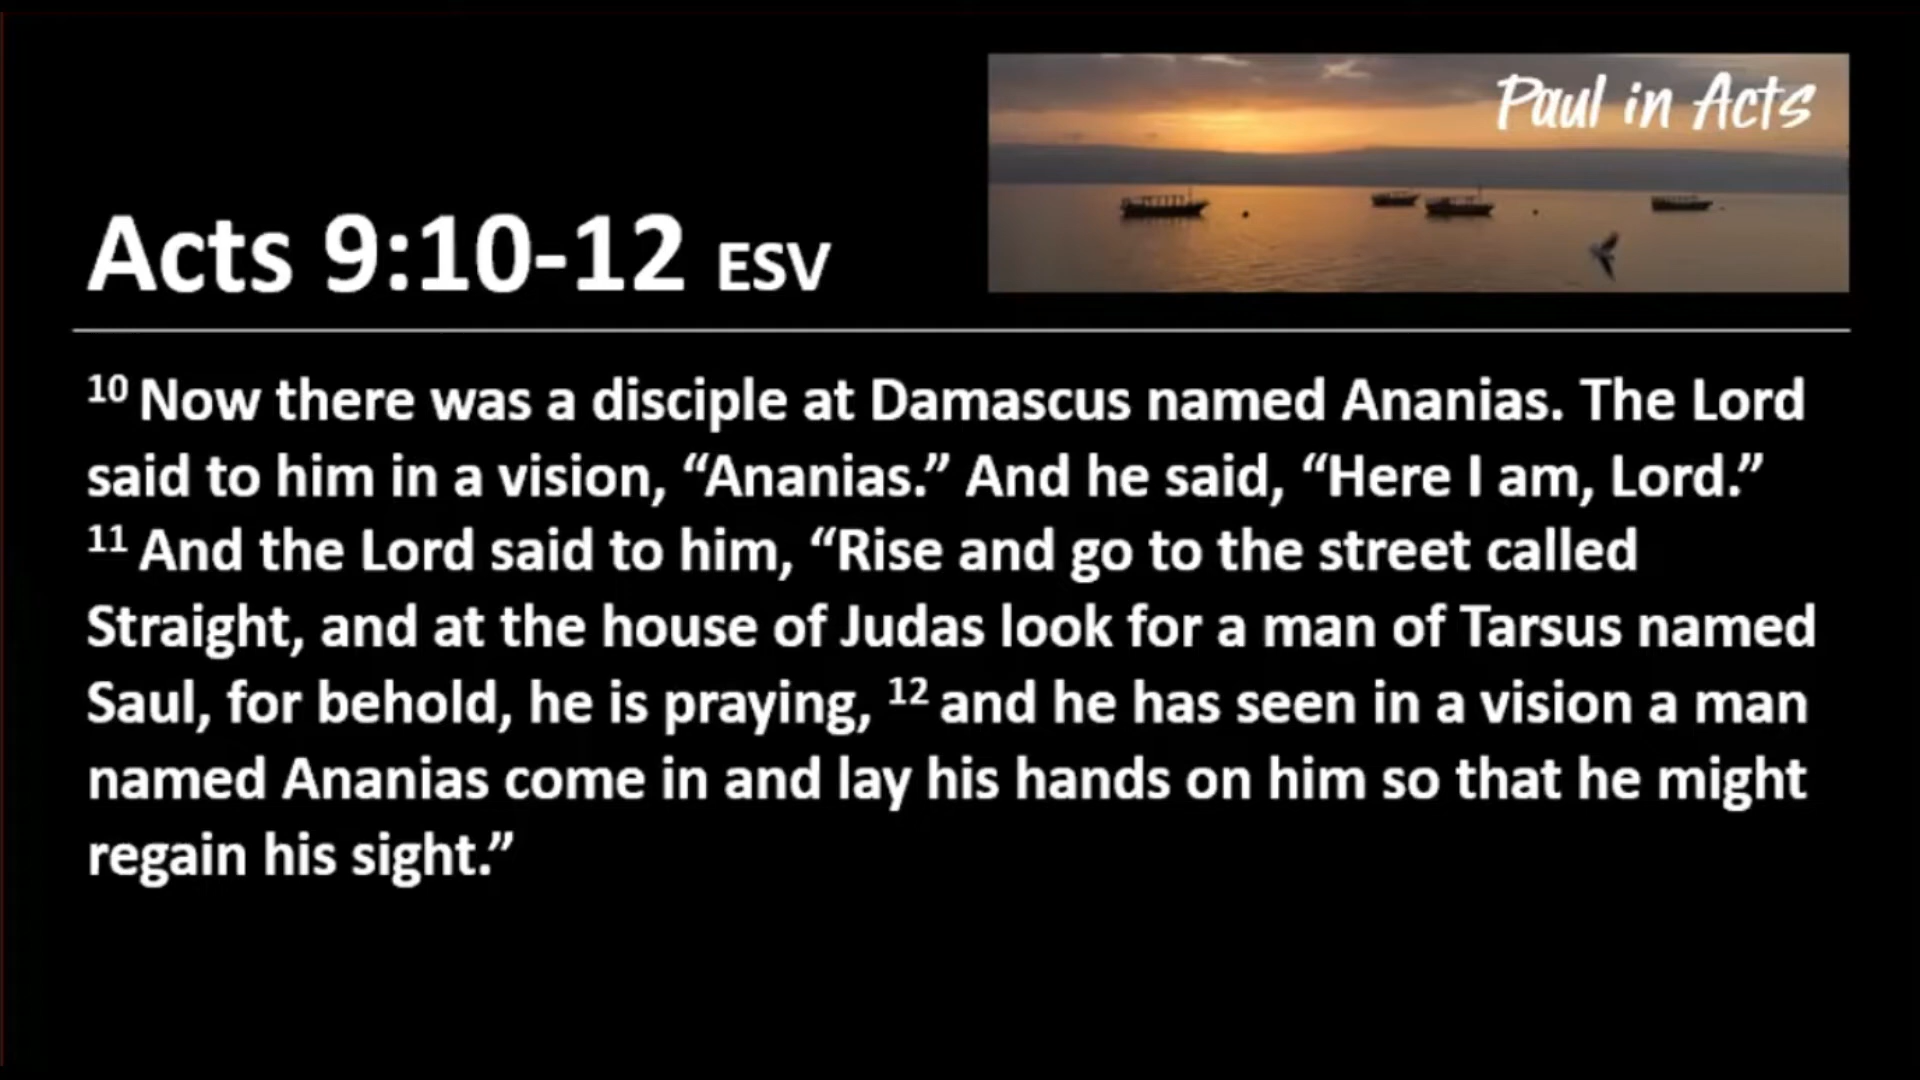 Paul in Acts
Acts 9:10-12 ESV
10 Now there was a disciple at Damascus named Ananias. The Lord
said to him in a vision, “Ananias.” And he said, “Here I am, Lord.”
11 And the Lord said to him, “Rise and go to the street called
Straight, and at the house of Judas look for a man of Tarsus named
Saul, for behold, he is praying, 12 and he has seen in a vision a man
named Ananias come in and lay his hands on him so that he might
regain his sight.”